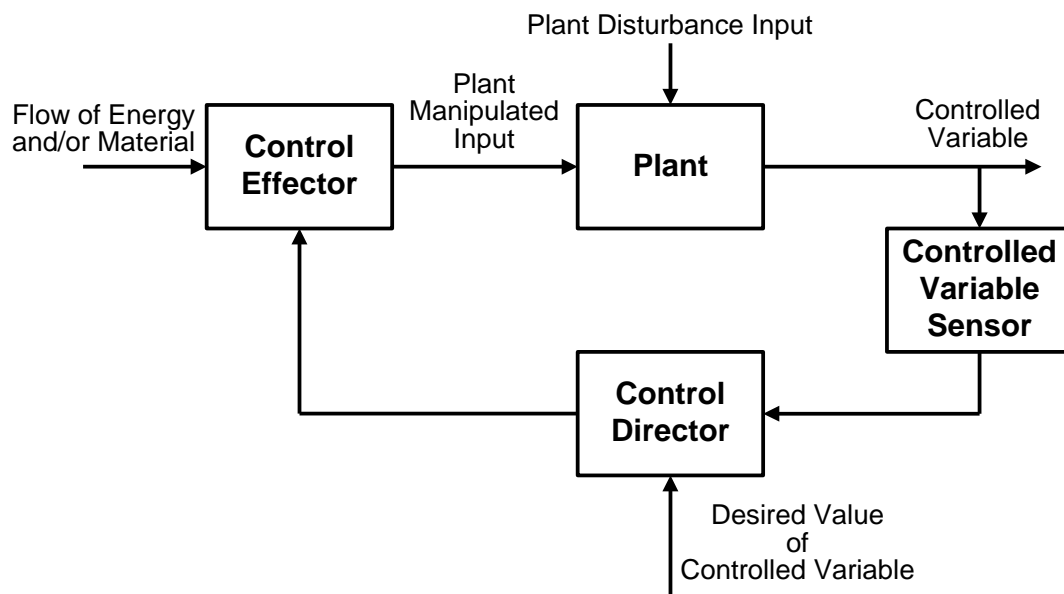 Plant Disturbance Input
Flow of Energy
and/or Material
Control
Effector
Plant
Manipulated
Input
Plant
Controlled
Variable
Controlled
Variable
Sensor
Control
Director
Desired Value
of
Controlled Variable